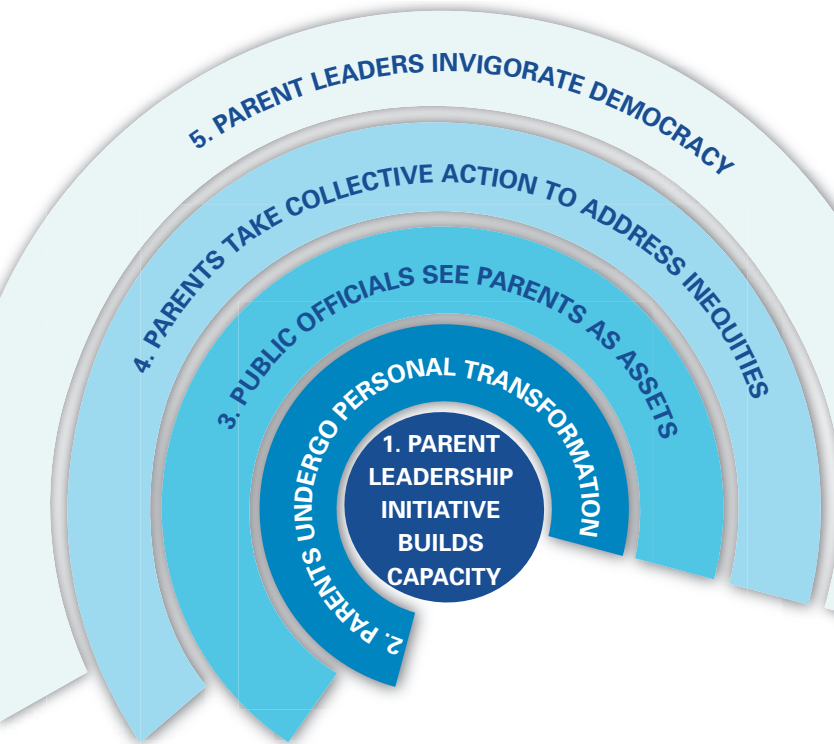 5. PARENT LEADERS INVIGORATE DEMOCRACY
4. PARENTS TAKE COLLECTIVE ACTION TO ADDRESS INEQUITIES
3. PUBLIC OFFICIALS SEE PARENTS AS ASSETS
2. PARENTS UNDERGO PERSONAL TRANSFORMATION
1. PARENT
LEADERSHIP
INITIATIVE
BUILDS
CAPACITY